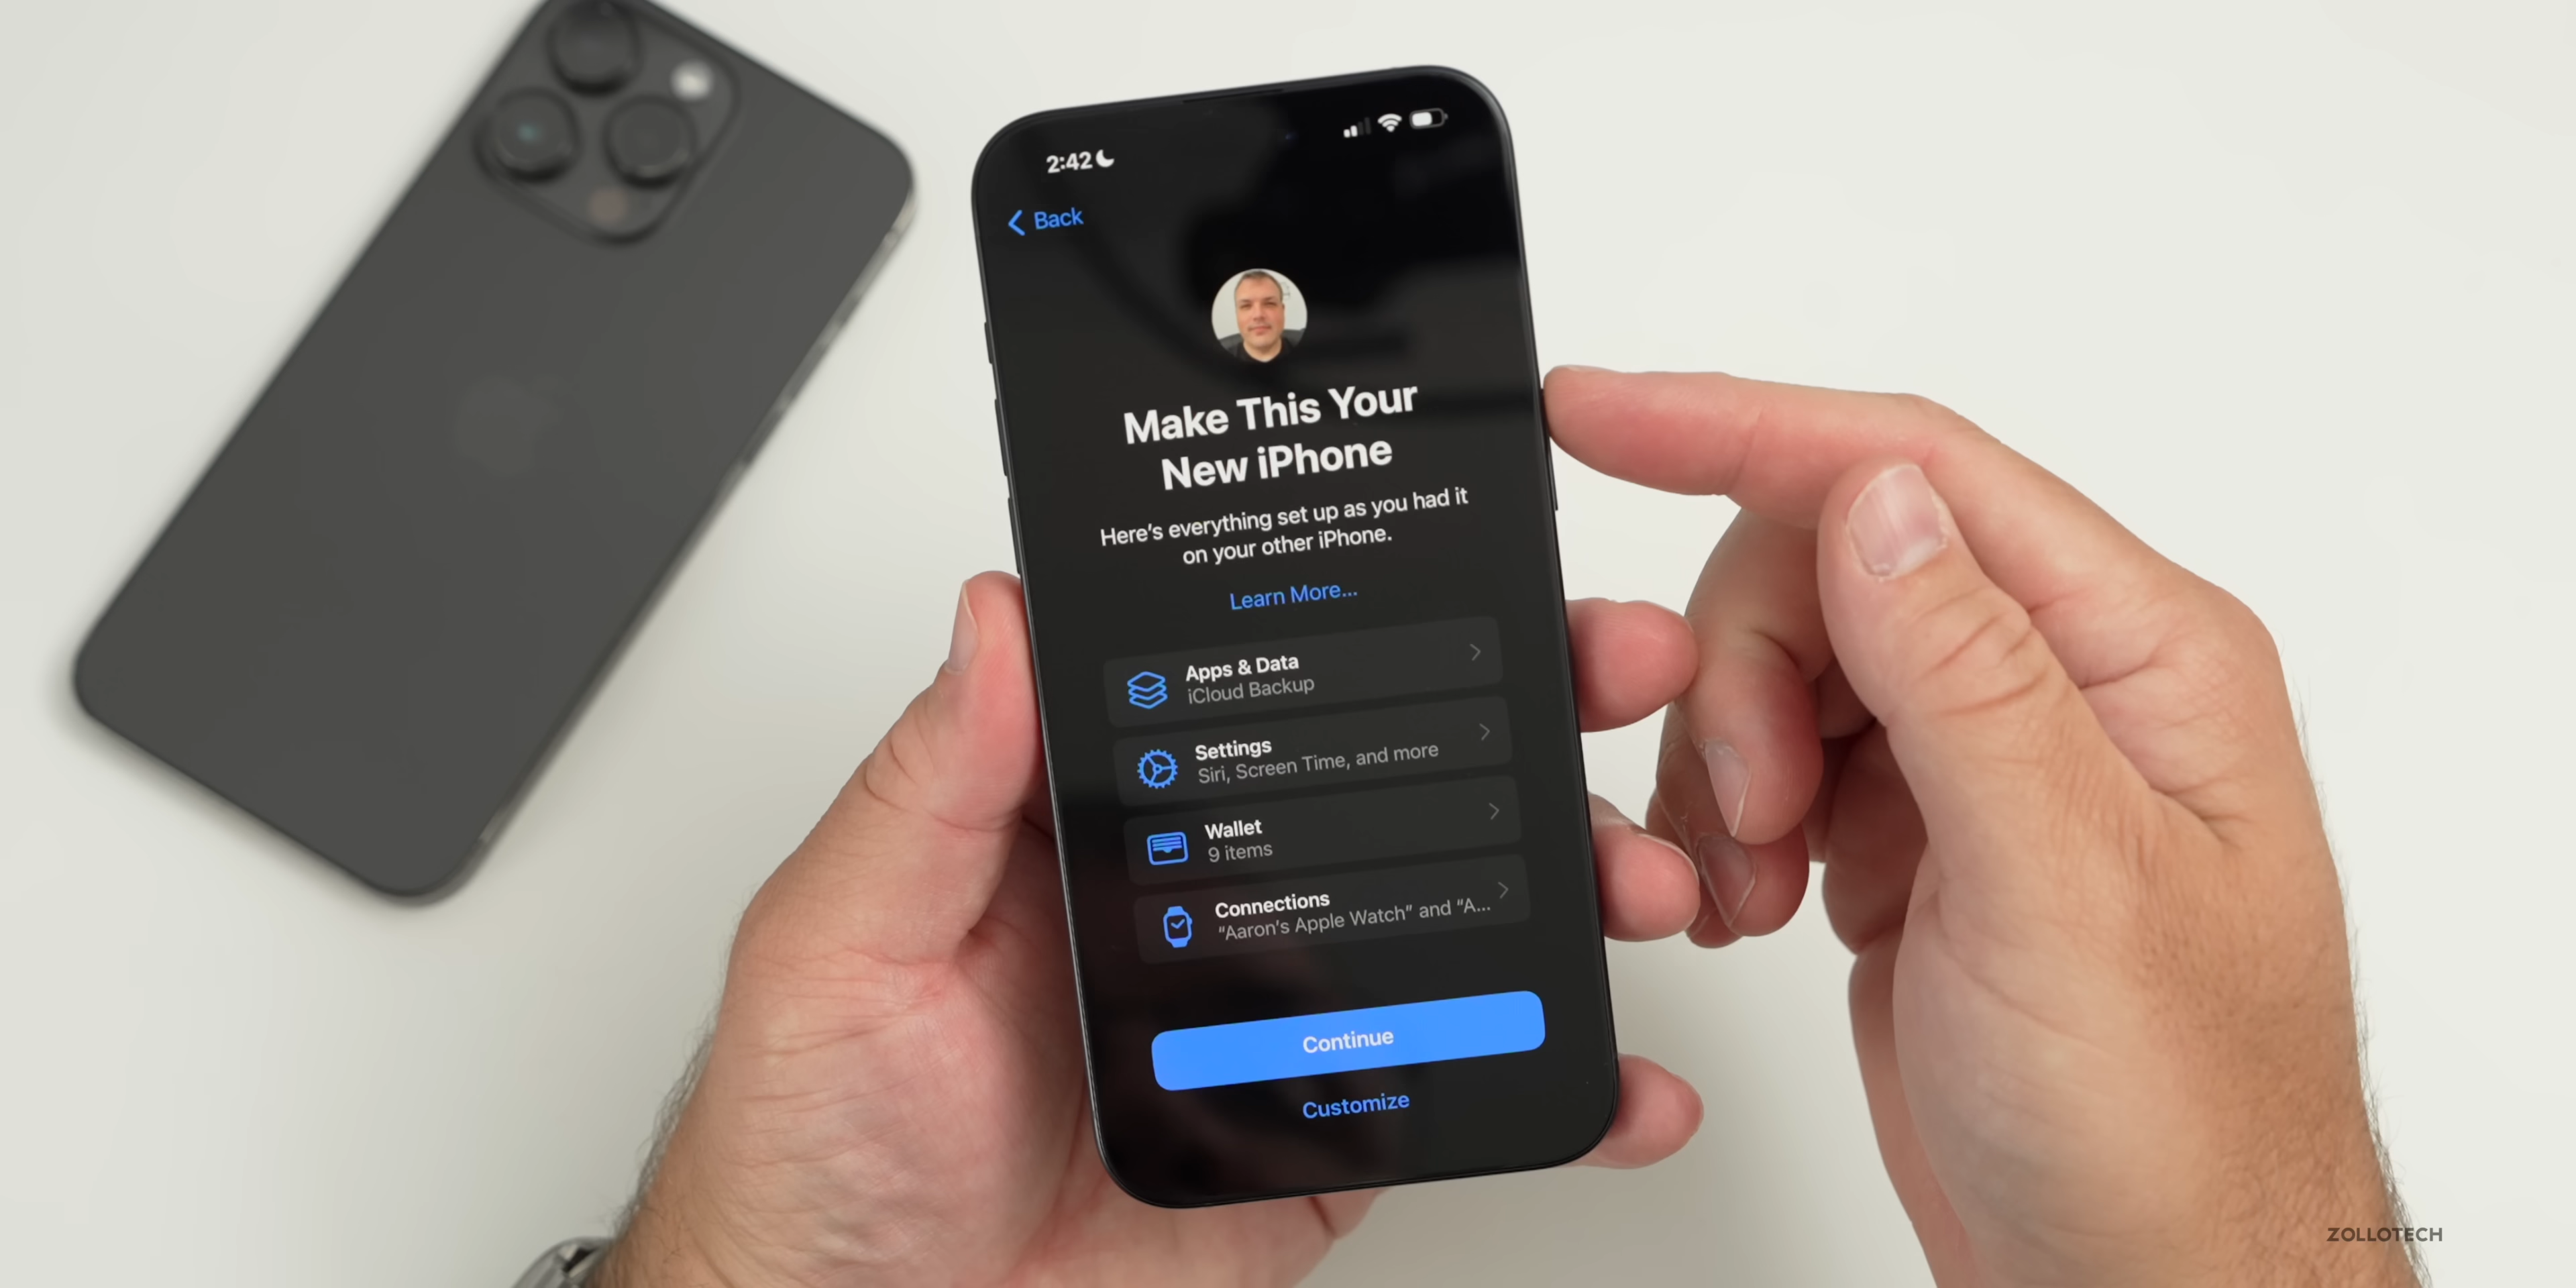 2:42
Back
Make This Your
New iPhone
Here's everything set up as you had it
on your other iPhone.
Learn More...
Apps & Data
iCloud Backup
Settings
Siri, Screen Time, and more
Wallet
9 items
Connections
“Aaron's Apple Watch” and “A...
Continue
Customize
ZOLLOTECH